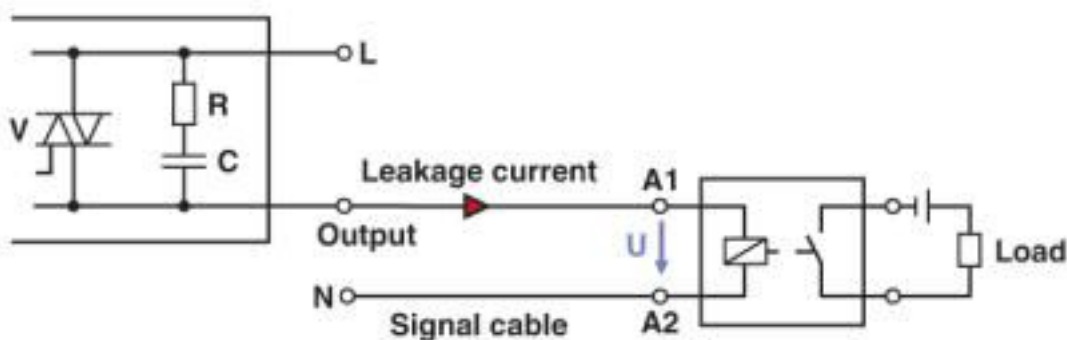 L
R
V
C
Leakage current
A1
Output
U
Load
N
Signal cable
A2